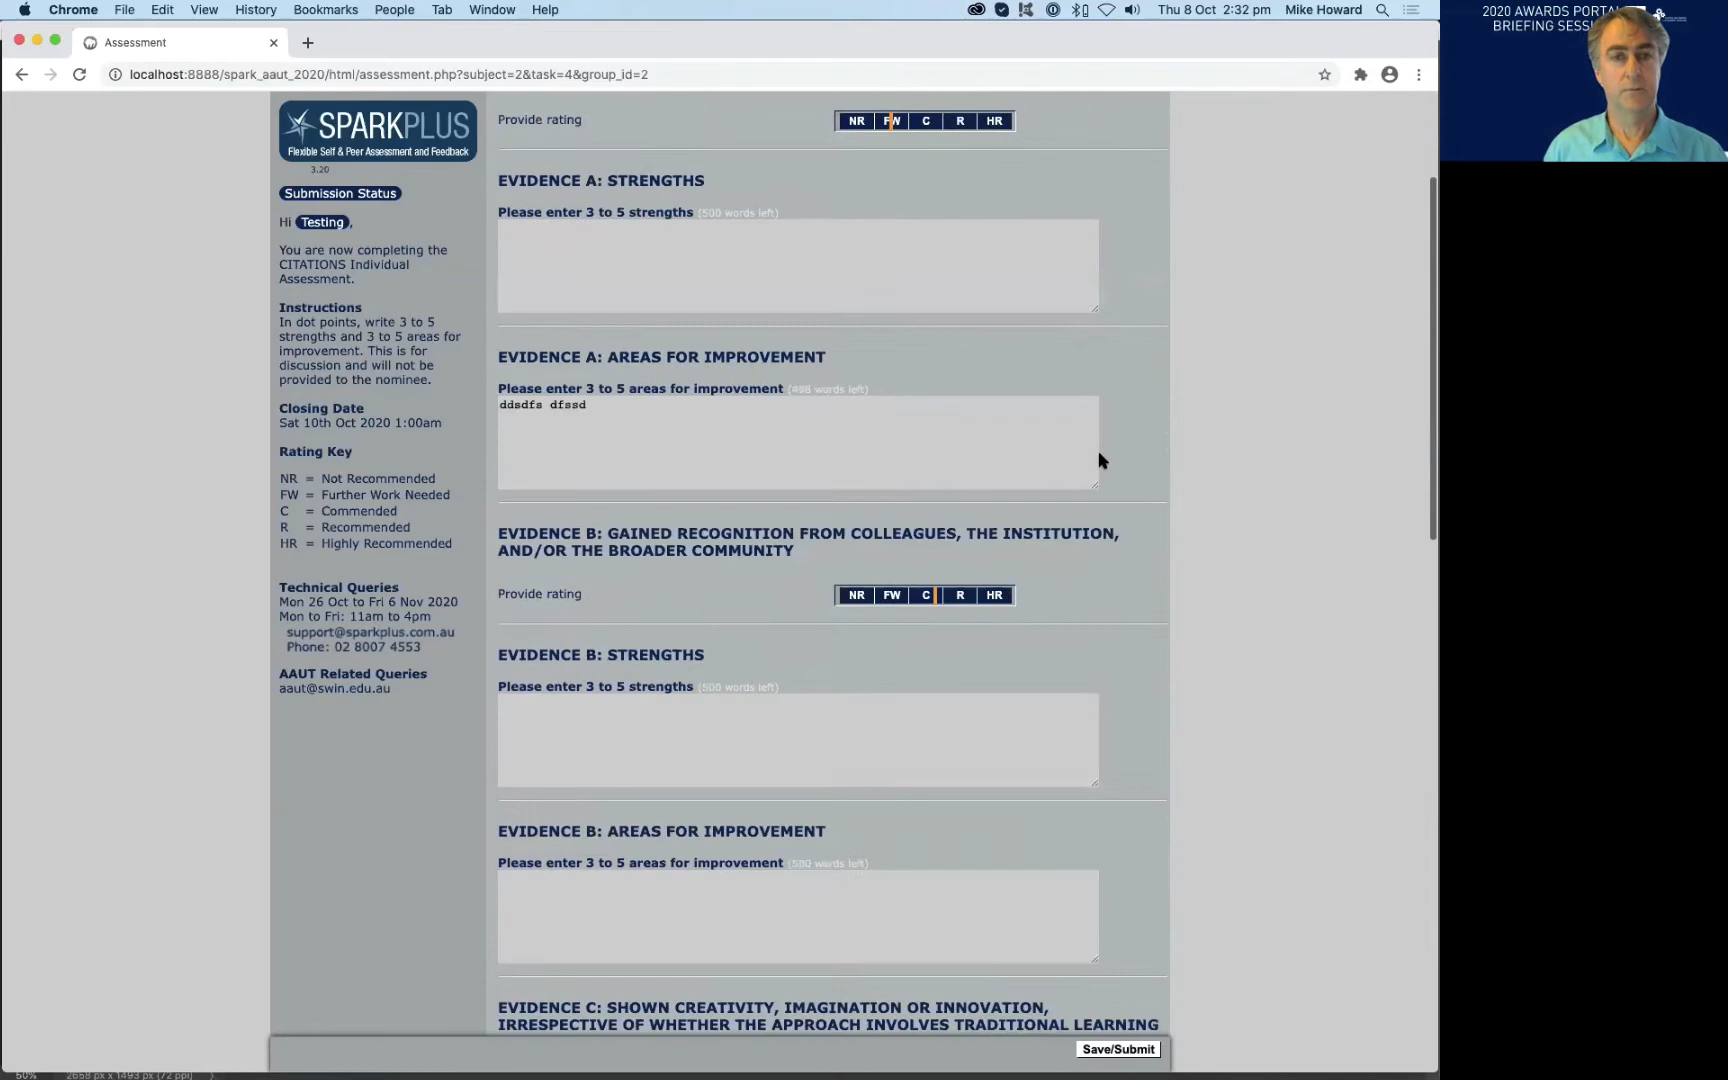 Chrome File Edit View History Bookmarks People Tab Window Help
Thu 8 Oct 2:32 pm Mike Howard
2020 AWARDS PORTAL
BRIEFING SESS
Assessment
localhost:8888/spark_aaut_2020/html/assessment.php?subject=2&task=4&group_id=2
SPARKPLUS
Flexible Self & Peer Assessment and Feedback
3.20
Submission Status
Hi Testing,
You are now completing the
CITATIONS Individual
Assessment.
Instructions
In dot points, write 3 to 5
strengths and 3 to 5 areas for
improvement. This is for
discussion and will not be
provided to the nominee.
Closing Date
Sat 10th Oct 2020 1:00am
Rating Key
NR = Not Recommended
FW = Further Work Needed
C = Commended
R = Recommended
HR = Highly Recommended
Technical Queries
Mon 26 Oct to Fri 6 Nov 2020
Mon to Fri: 11am to 4pm
support@sparkplus.com.au
Phone: 02 8007 4553
AAUT Related Queries
aaut@swin.edu.au
Provide rating NR FW C R HR
EVIDENCE A: STRENGTHS
Please enter 3 to 5 strengths (500 words left)
EVIDENCE A: AREAS FOR IMPROVEMENT
Please enter 3 to 5 areas for improvement (498 words left)
ddsdfs dfssd
EVIDENCE B: GAINED RECOGNITION FROM COLLEAGUES, THE INSTITUTION,
AND/OR THE BROADER COMMUNITY
Provide rating NR FW C R HR
EVIDENCE B: STRENGTHS
Please enter 3 to 5 strengths (500 words left)
EVIDENCE B: AREAS FOR IMPROVEMENT
Please enter 3 to 5 areas for improvement (500 words left)
EVIDENCE C: SHOWN CREATIVITY, IMAGINATION OR INNOVATION,
IRRESPECTIVE OF WHETHER THE APPROACH INVOLVES TRADITIONAL LEARNING
Save/Submit
50% 2658 px x 1493 px (72 ppi)